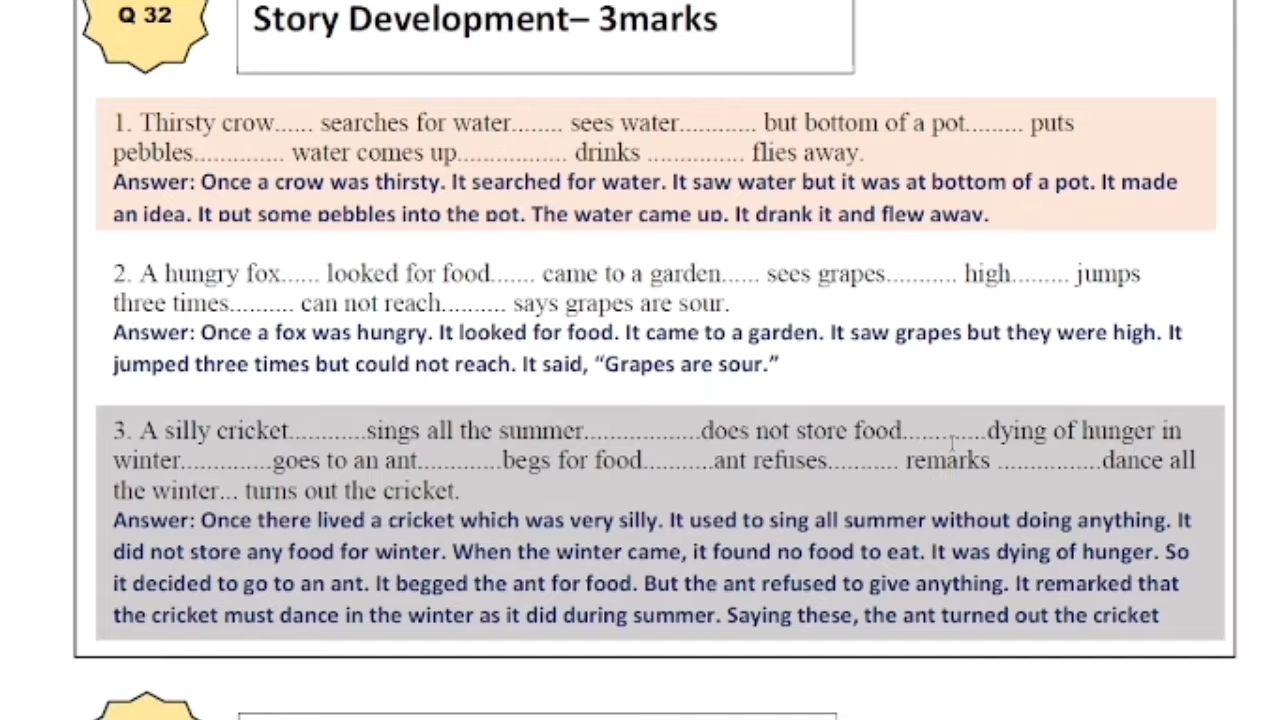 Q 32
Story Development– 3marks
1. Thirsty crow...... searches for water........ sees water............ but bottom of a pot......... puts
pebbles.............. water comes up................. drinks ............... flies away.
Answer: Once a crow was thirsty. It searched for water. It saw water but it was at bottom of a pot. It made
an idea. It put some pebbles into the pot. The water came up. It drank it and flew away.
2. A hungry fox...... looked for food....... came to a garden...... sees grapes........... high......... jumps
three times.......... can not reach.......... says grapes are sour.
Answer: Once a fox was hungry. It looked for food. It came to a garden. It saw grapes but they were high. It
jumped three times but could not reach. It said, “Grapes are sour.”
3. A silly cricket............sings all the summer..................does not store food.............dying of hunger in
winter..............goes to an ant.............begs for food...........ant refuses........... remarks ................dance all
the winter... turns out the cricket.
Answer: Once there lived a cricket which was very silly. It used to sing all summer without doing anything. It
did not store any food for winter. When the winter came, it found no food to eat. It was dying of hunger. So
it decided to go to an ant. It begged the ant for food. But the ant refused to give anything. It remarked that
the cricket must dance in the winter as it did during summer. Saying these, the ant turned out the cricket